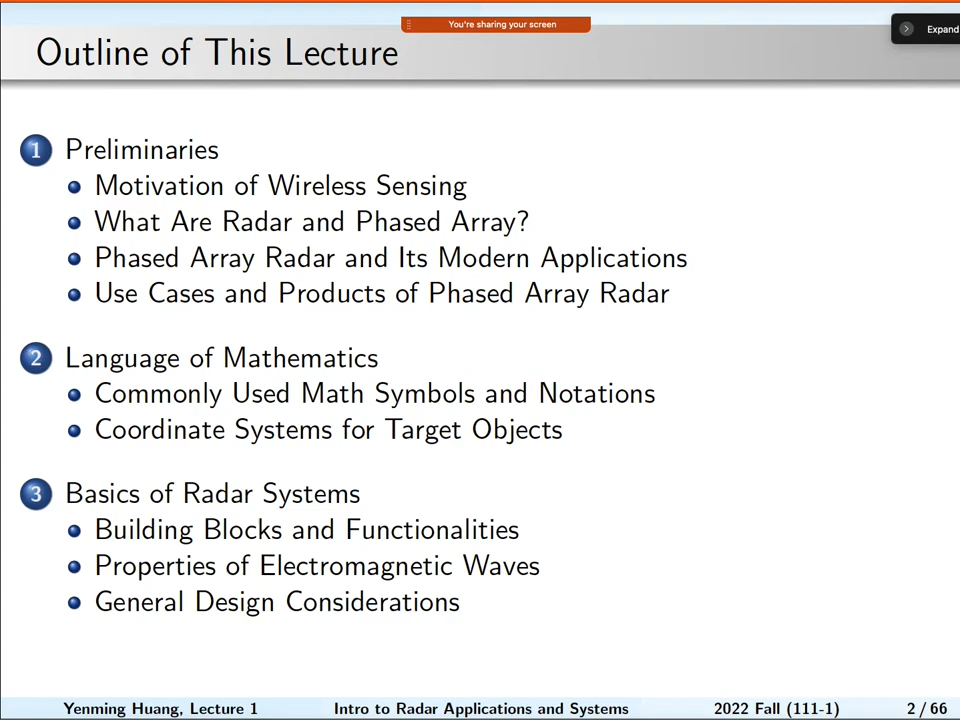 You're sharing your screen
Expand
Outline of This Lecture
1 Preliminaries
Motivation of Wireless Sensing
What Are Radar and Phased Array?
Phased Array Radar and Its Modern Applications
Use Cases and Products of Phased Array Radar
2 Language of Mathematics
Commonly Used Math Symbols and Notations
Coordinate Systems for Target Objects
3 Basics of Radar Systems
Building Blocks and Functionalities
Properties of Electromagnetic Waves
General Design Considerations
Yenming Huang, Lecture 1 Intro to Radar Applications and Systems 2022 Fall (111-1) 2 / 66